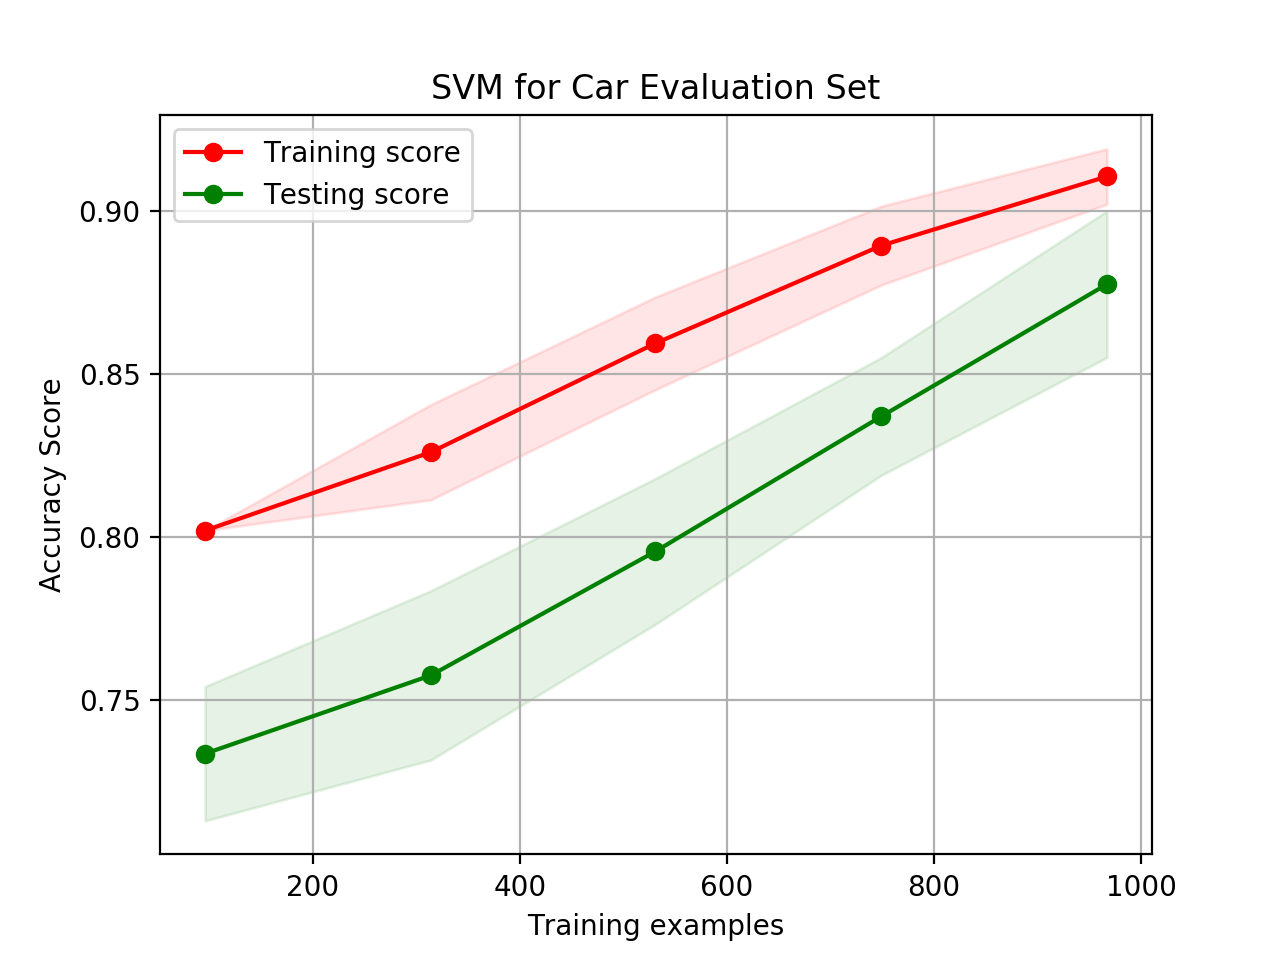 SVM for Car Evaluation Set
Training score
Testing score
0.90
0.85
0.80
0.75
Accuracy Score
200 400 600 800 1000
Training examples